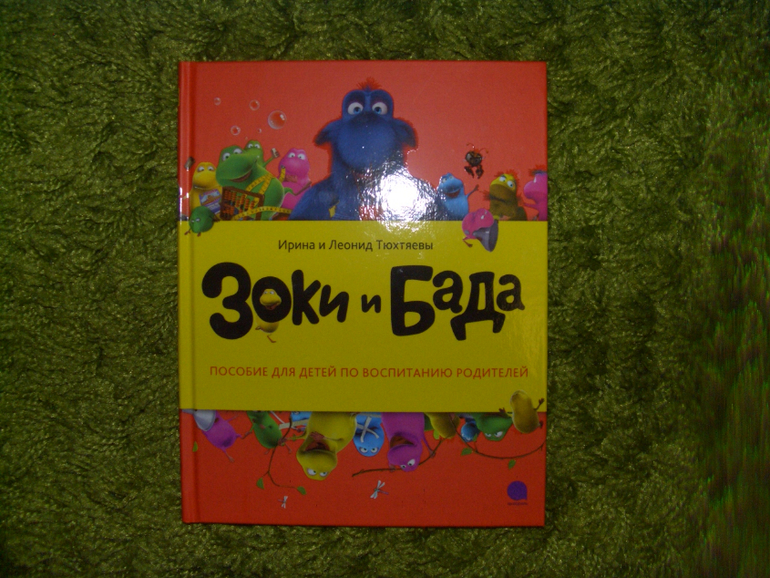 Ирина и Леонид Тюхтяевы
Зоки и Бада
ПОСОБИЕ ДЛЯ ДЕТЕЙ ПО ВОСПИТАНИЮ РОДИТЕЛЕЙ